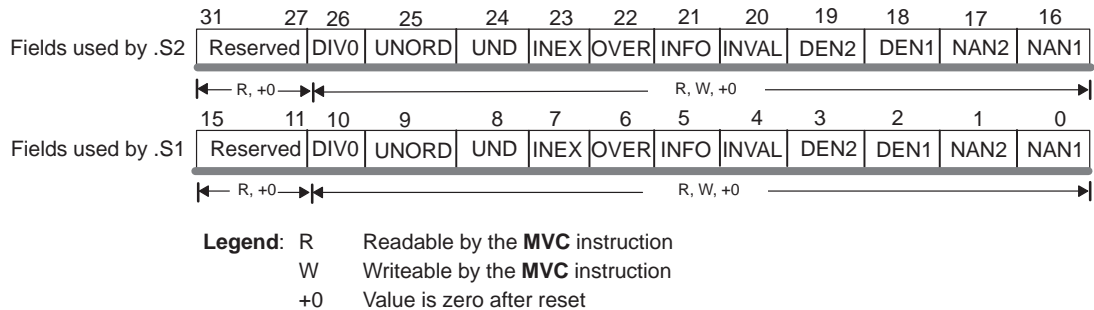 31 27 26 25 24 23 22 21 20 19 18 17 16
Fields used by .S2 Reserved DIV0 UNORD UND INEX OVER INFO INVAL DEN2 DEN1 NAN2 NAN1
R, +0 R, W, +0
15 11 10 9 8 7 6 5 4 3 2 1 0
Fields used by .S1 Reserved DIV0 UNORD UND INEX OVER INFO INVAL DEN2 DEN1 NAN2 NAN1
R, +0 R, W, +0
Legend: R Readable by the MVC instruction
W Writeable by the MVC instruction
+0 Value is zero after reset